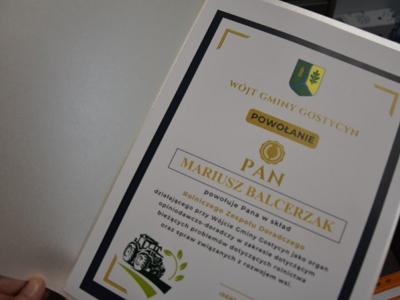 WÓJT GMINY GOSTYCYN
POWOŁANIE
PAN
MARIUSZ BALCERZAK
powołuje Pana w skład
Rolniczego Zespołu Doradczego
działającego przy Wójcie Gminy Gostycyn jako organ
opiniodawczo-doradczy w zakresie dotyczącym
bieżących problemów dotyczących rolnictwa
oraz spraw związanych z rozwojem wsi.